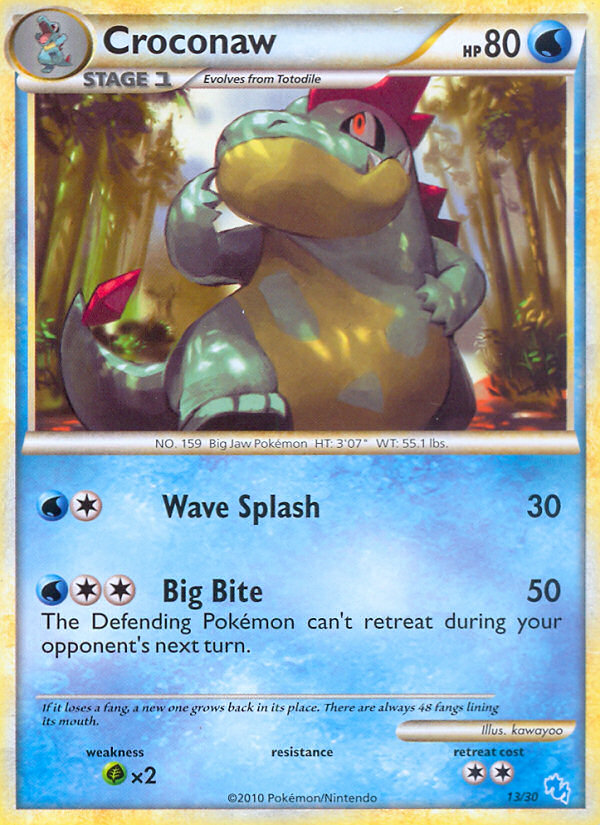 Croconaw
HP 80
STAGE 1
Evolves from Totodile
NO. 159 Big Jaw Pokémon HT: 3'07" WT: 55.1 lbs.
Wave Splash 30
Big Bite 50
The Defending Pokémon can't retreat during your
opponent's next turn.
If it loses a fang, a new one grows back in its place. There are always 48 fangs lining
its mouth.
Illus. kawayoo
weakness resistance retreat cost
×2
©2010 Pokémon/Nintendo 13/30